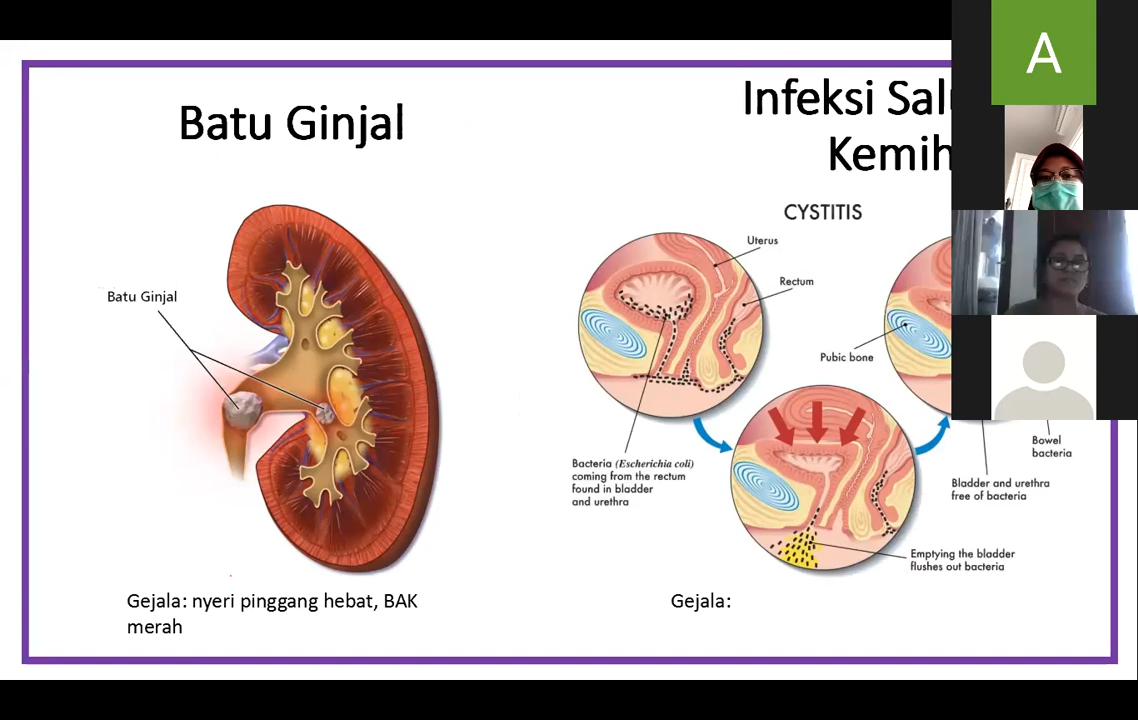 Batu Ginjal
Batu Ginjal
Gejala: nyeri pinggang hebat, BAK
merah
Infeksi
Kemih
CYSTITIS
Uterus
Rectum
Pubic bone
Bacteria (Escherichia coli)
coming from the rectum
found in bladder
and urethra
Emptying the bladder
flushes out bacteria
Bladder and urethra
free of bacteria
Bowel
bacteria
Gejala:
A